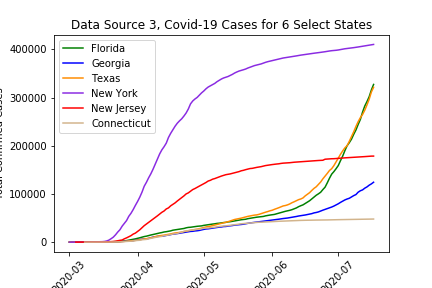 Data Source 3, Covid-19 Cases for 6 Select States
400000
300000
200000
100000
0
Florida
Georgia
Texas
New York
New Jersey
Connecticut
2020-03
2020-04
2020-05
2020-06
2020-07